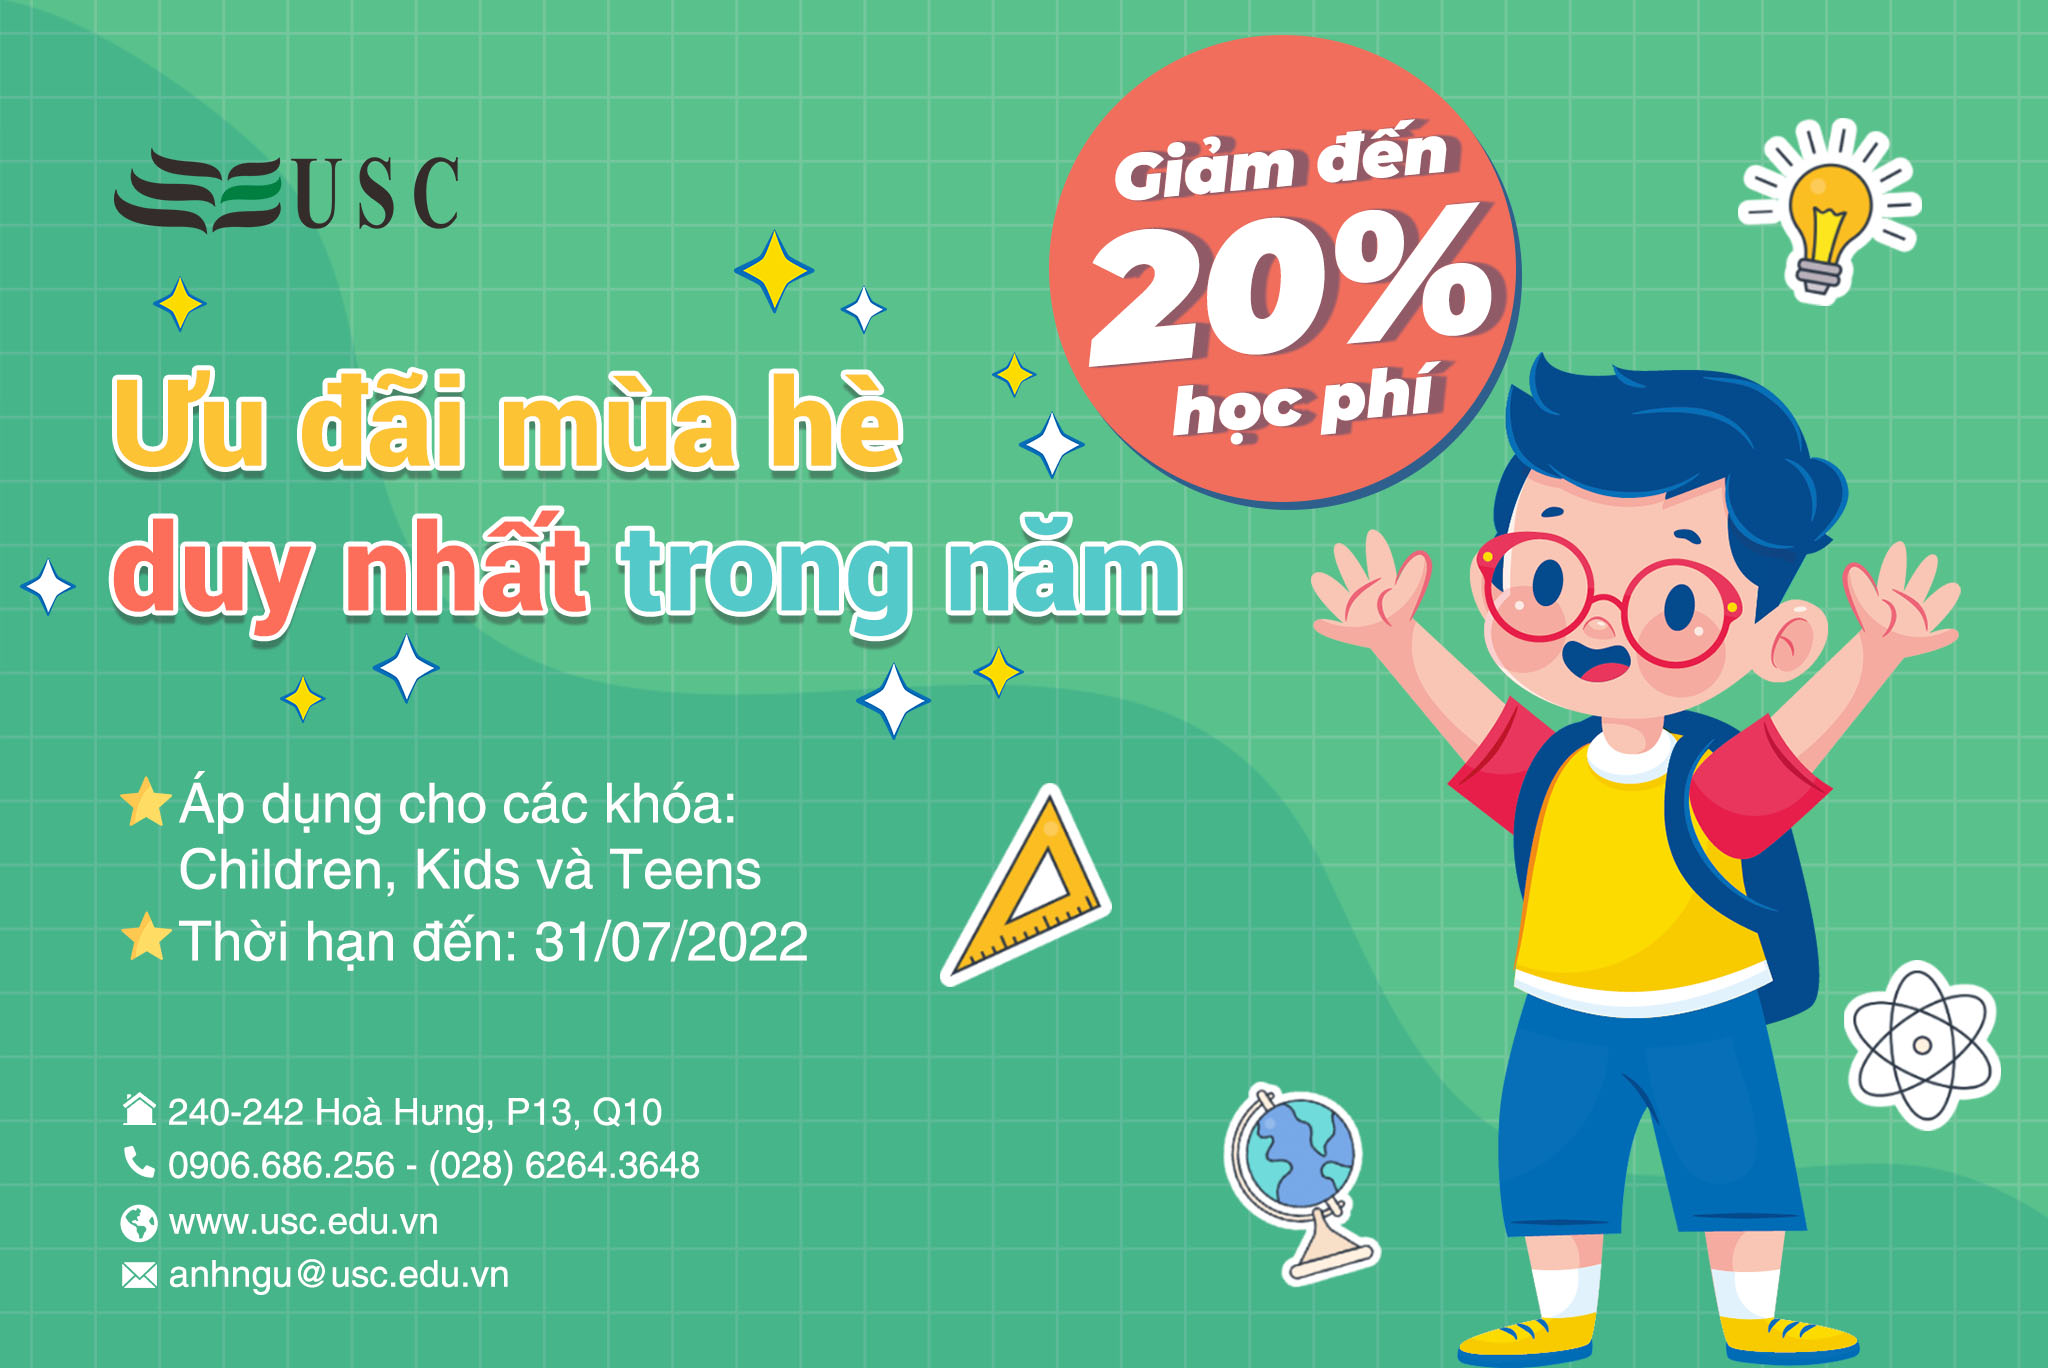 USC
Giảm đến
20%
học phí
Ưu đãi mùa hè
duy nhất trong năm
Áp dụng cho các khóa:
Children, Kids và Teens
Thời hạn đến: 31/07/2022
240-242 Hoà Hưng, P13, Q10
0906.686.256 - (028) 6264.3648
www.usc.edu.vn
anhngu@usc.edu.vn